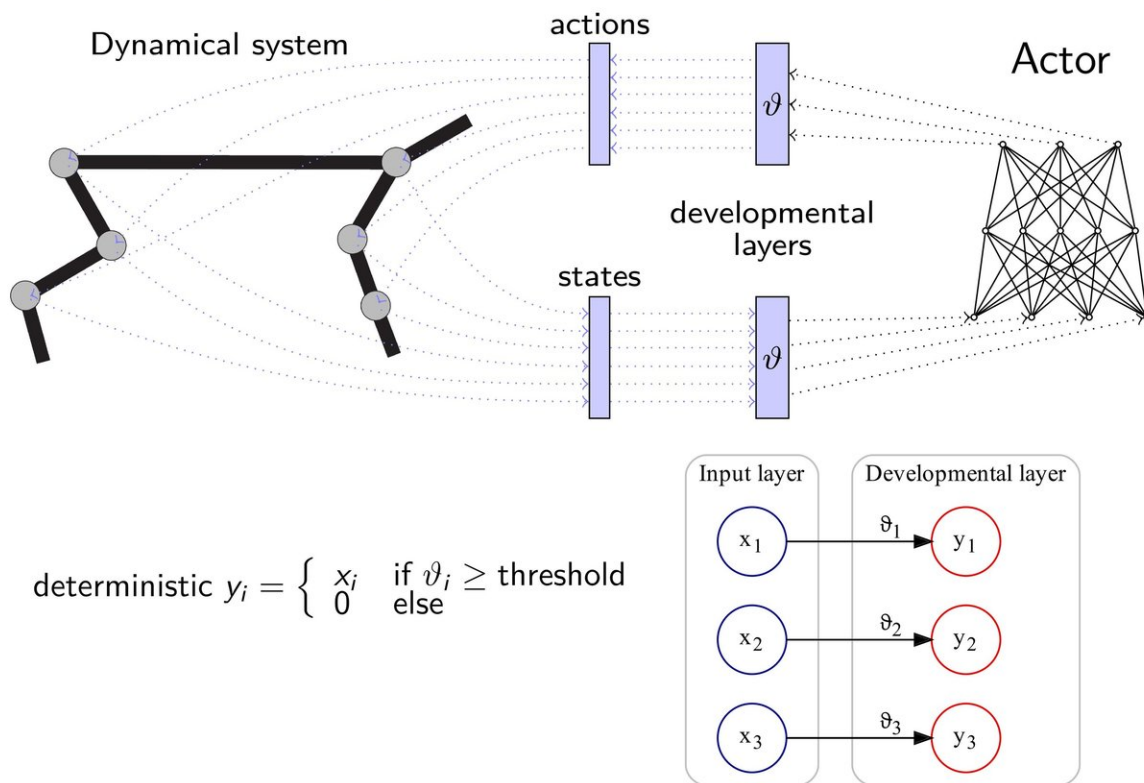 Dynamical system
actions
Actor
ϑ
developmental
layers
states
ϑ
Input layer
Developmental layer
x₁
ϑ₁
y₁
deterministic yᵢ = { xᵢ if ϑᵢ ≥ threshold
0 else
x₂
ϑ₂
y₂
x₃
ϑ₃
y₃